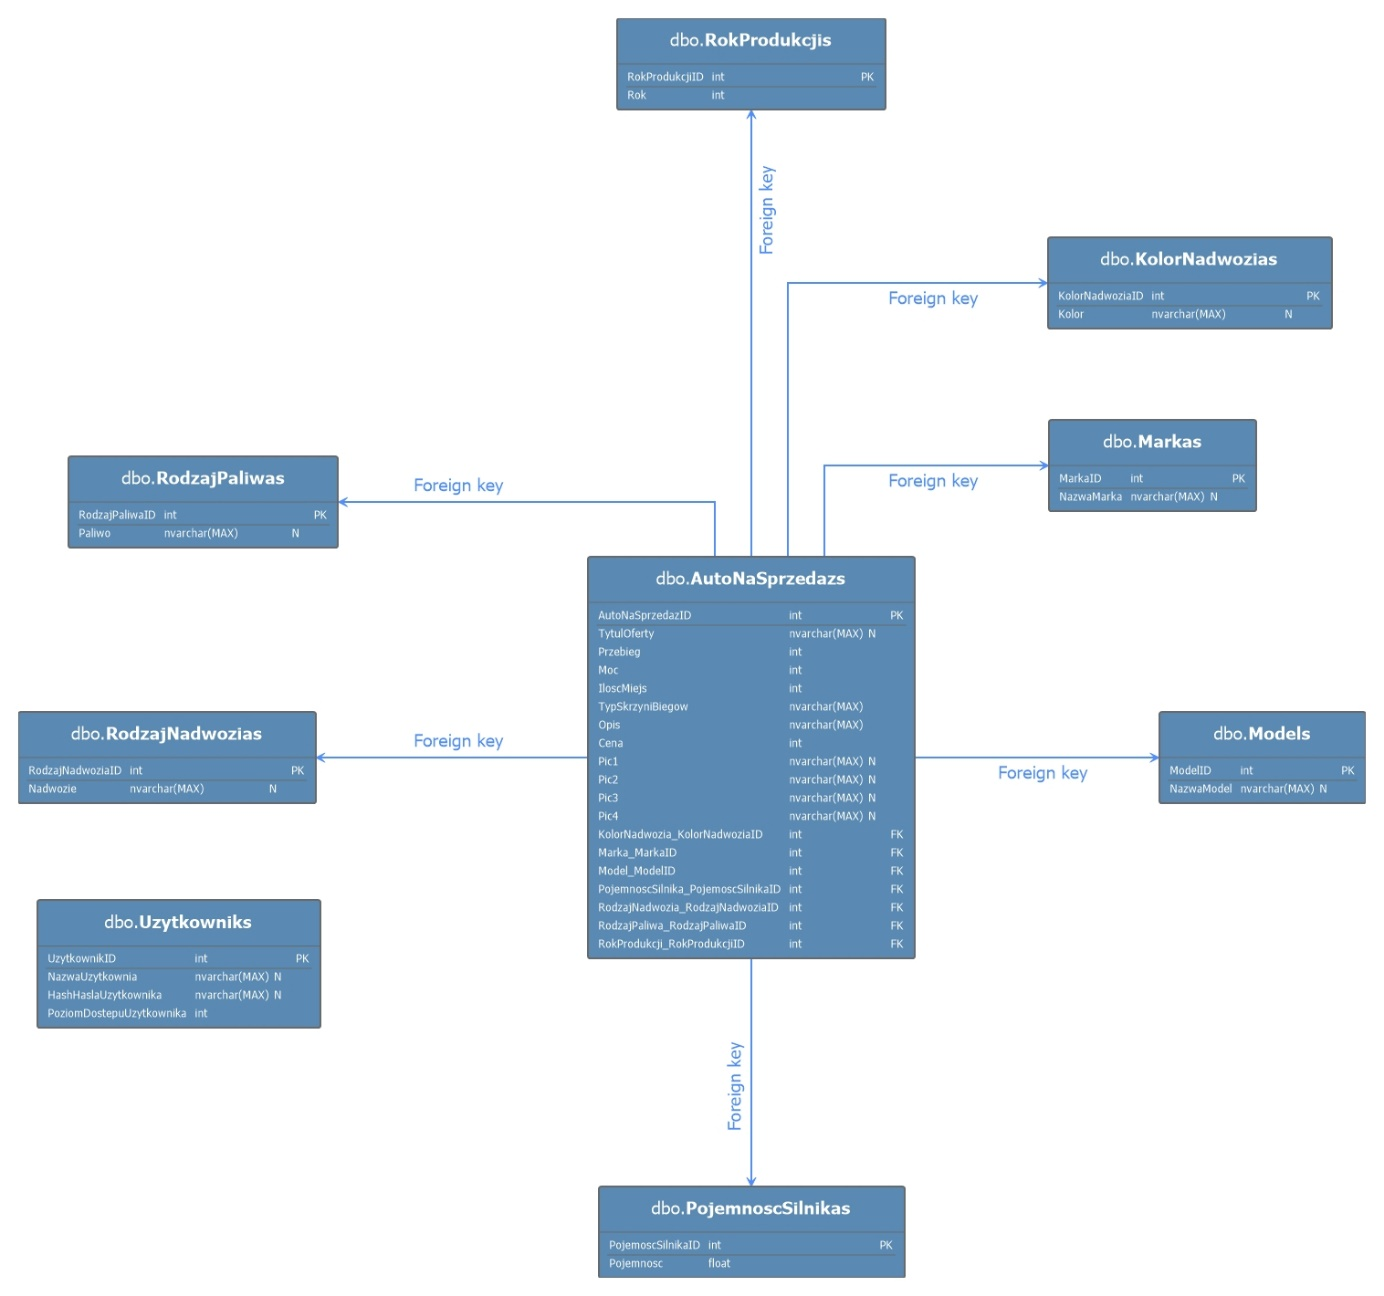 dbo.RokProdukcjis
RokProdukcjiID int PK
Rok int
Foreign key
dbo.KolorNadwozias
KolorNadwoziaID int PK
Kolor nvarchar(MAX) N
Foreign key
dbo.Markas
MarkaID int PK
NazwaMarka nvarchar(MAX) N
Foreign key
dbo.RodzajPaliwas
RodzajPaliwaID int PK
Paliwo nvarchar(MAX) N
Foreign key
dbo.AutoNaSprzedazs
AutoNaSprzedazID int PK
TytulOferty nvarchar(MAX) N
Przebieg int
Moc int
IloscMiejs int
TypSkrzyniBiegow nvarchar(MAX)
Opis nvarchar(MAX)
Cena int
Pic1 nvarchar(MAX) N
Pic2 nvarchar(MAX) N
Pic3 nvarchar(MAX) N
Pic4 nvarchar(MAX) N
KolorNadwozia_KolorNadwoziaID int FK
Marka_MarkaID int FK
Model_ModelID int FK
PojemnoscSilnika_PojemoscSilnikaID int FK
RodzajNadwozia_RodzajNadwoziaID int FK
RodzajPaliwa_RodzajPaliwaID int FK
RokProdukcji_RokProdukcjiID int FK
dbo.RodzajNadwozias
RodzajNadwoziaID int PK
Nadwozie nvarchar(MAX) N
Foreign key
dbo.Models
ModelID int PK
NazwaModel nvarchar(MAX) N
Foreign key
dbo.Uzytkowniks
UzytkownikID int PK
NazwaUzytkownia nvarchar(MAX) N
HashHaslaUzytkownika nvarchar(MAX) N
PoziomDostepuUzytkownika int
Foreign key
dbo.PojemnoscSilnikas
PojemoscSilnikaID int PK
Pojemnosc float